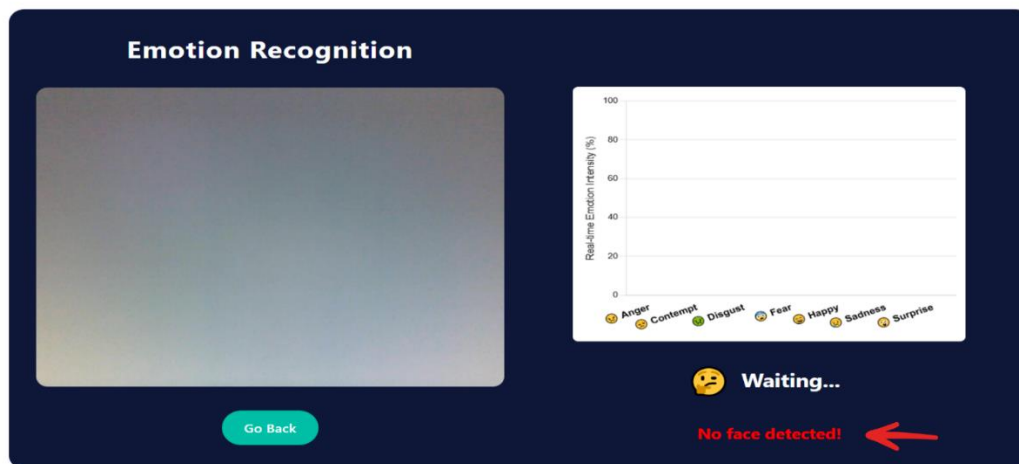 Emotion Recognition
Real-time Emotion Intensity (%)
100
80
60
40
20
0
Anger
Contempt
Disgust
Fear
Happy
Sadness
Surprise
Waiting...
Go Back
No face detected!